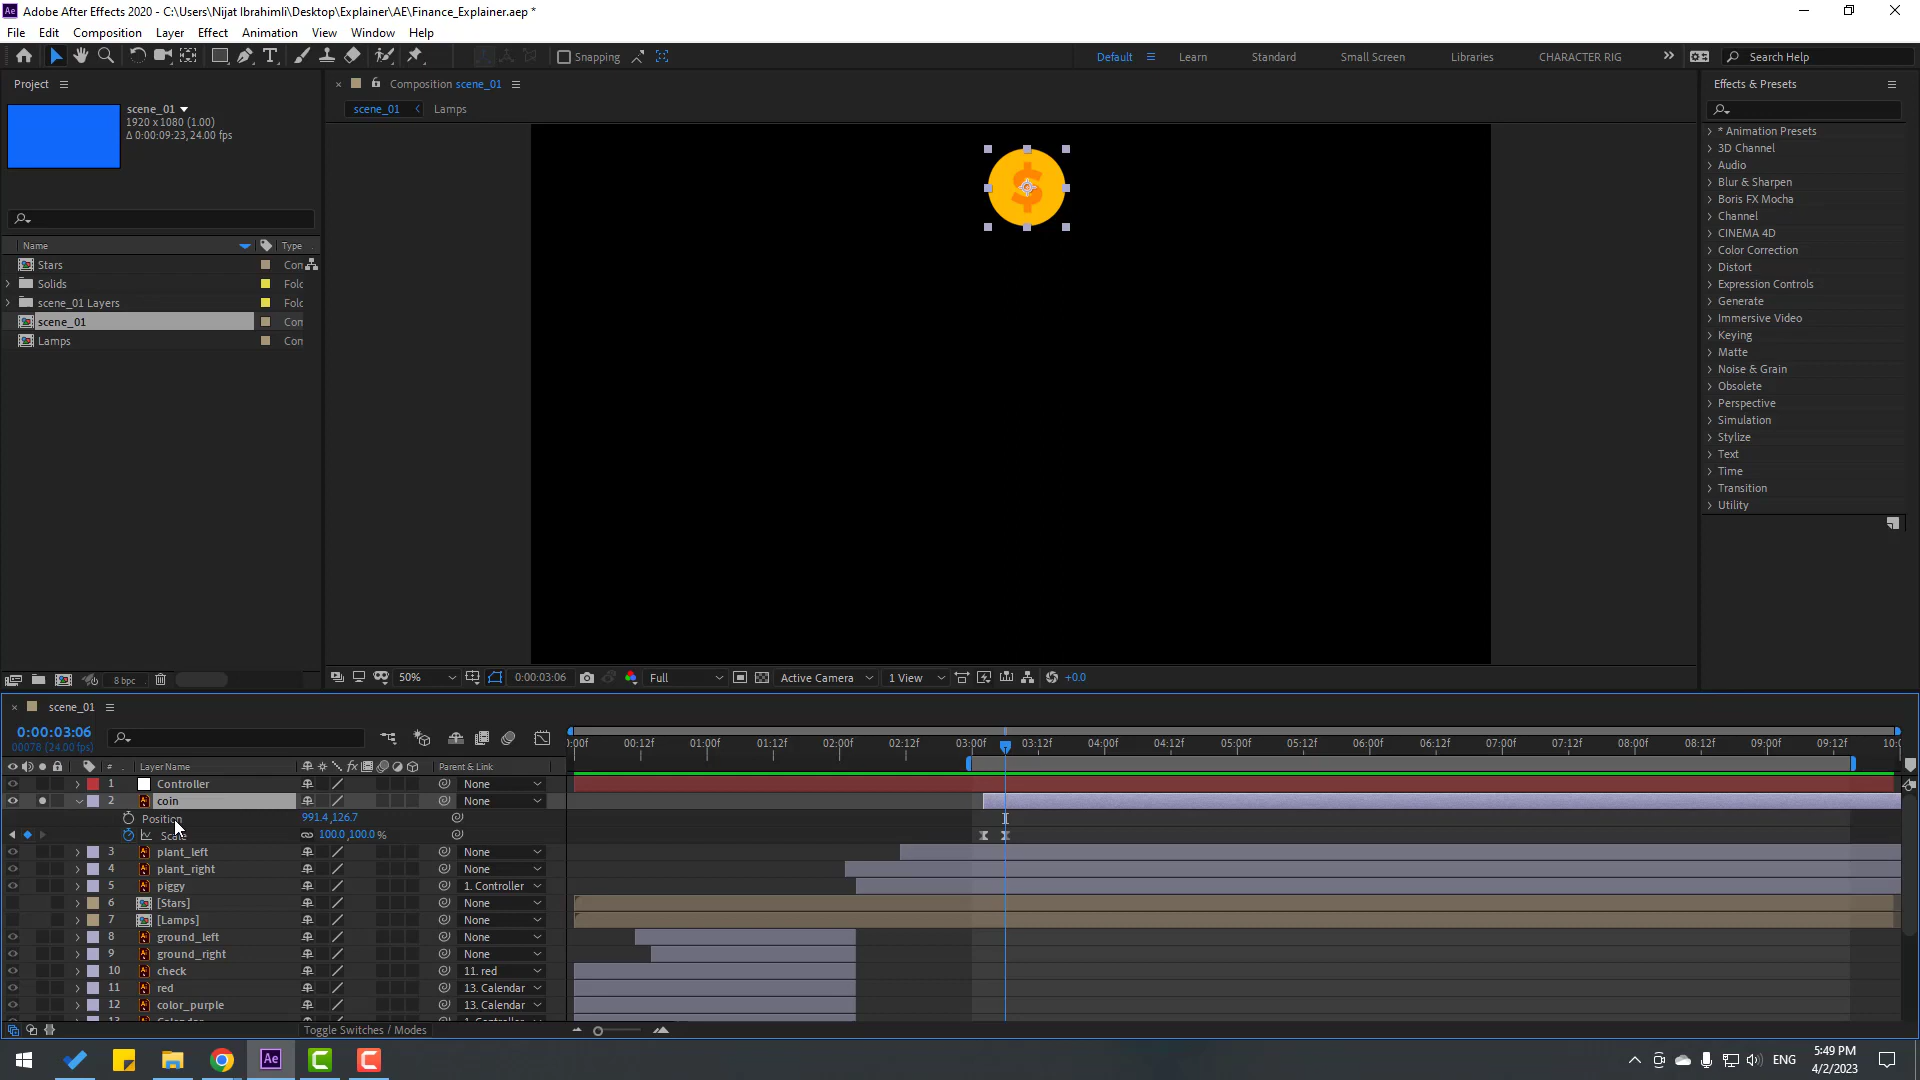 Adobe After Effects 2020 - C:\Users\Nijat Ibrahimli\Desktop\Explainer\AE\Finance_Explainer.aep *
File Edit Composition Layer Effect Animation View Window Help
Snapping Default Learn Standard Small Screen Libraries CHARACTER RIG Search Help
Project
scene_01
1920 x 1080 (1.00)
Δ 0:00:09:23, 24.00 fps
Name Type
Stars Con
Solids Fold
scene_01 Layers Fold
scene_01 Con
Lamps Con
8 bpc
Composition scene_01
scene_01 Lamps
$
50% 0:00:03:06 Full Active Camera 1 View +0.0
Effects & Presets
* Animation Presets
3D Channel
Audio
Blur & Sharpen
Boris FX Mocha
Channel
CINEMA 4D
Color Correction
Distort
Expression Controls
Generate
Immersive Video
Keying
Matte
Noise & Grain
Obsolete
Perspective
Simulation
Stylize
Text
Time
Transition
Utility
scene_01
0:00:03:06
00078 (24.00 fps)
:00f 00:12f 01:00f 01:12f 02:00f 02:12f 03:00f 03:12f 04:00f 04:12f 05:00f 05:12f 06:00f 06:12f 07:00f 07:12f 08:00f 08:12f 09:00f 09:12f 10:0
# Layer Name fx Parent & Link
1 Controller None
2 coin None
Position 991.4,126.7
Scale 100.0,100.0%
3 plant_left None
4 plant_right None
5 piggy 1. Controller
6 [Stars] None
7 [Lamps] None
8 ground_left None
9 ground_right None
10 check 11. red
11 red 13. Calendar
12 color_purple 13. Calendar
Toggle Switches / Modes
Ae ENG 5:49 PM
4/2/2023